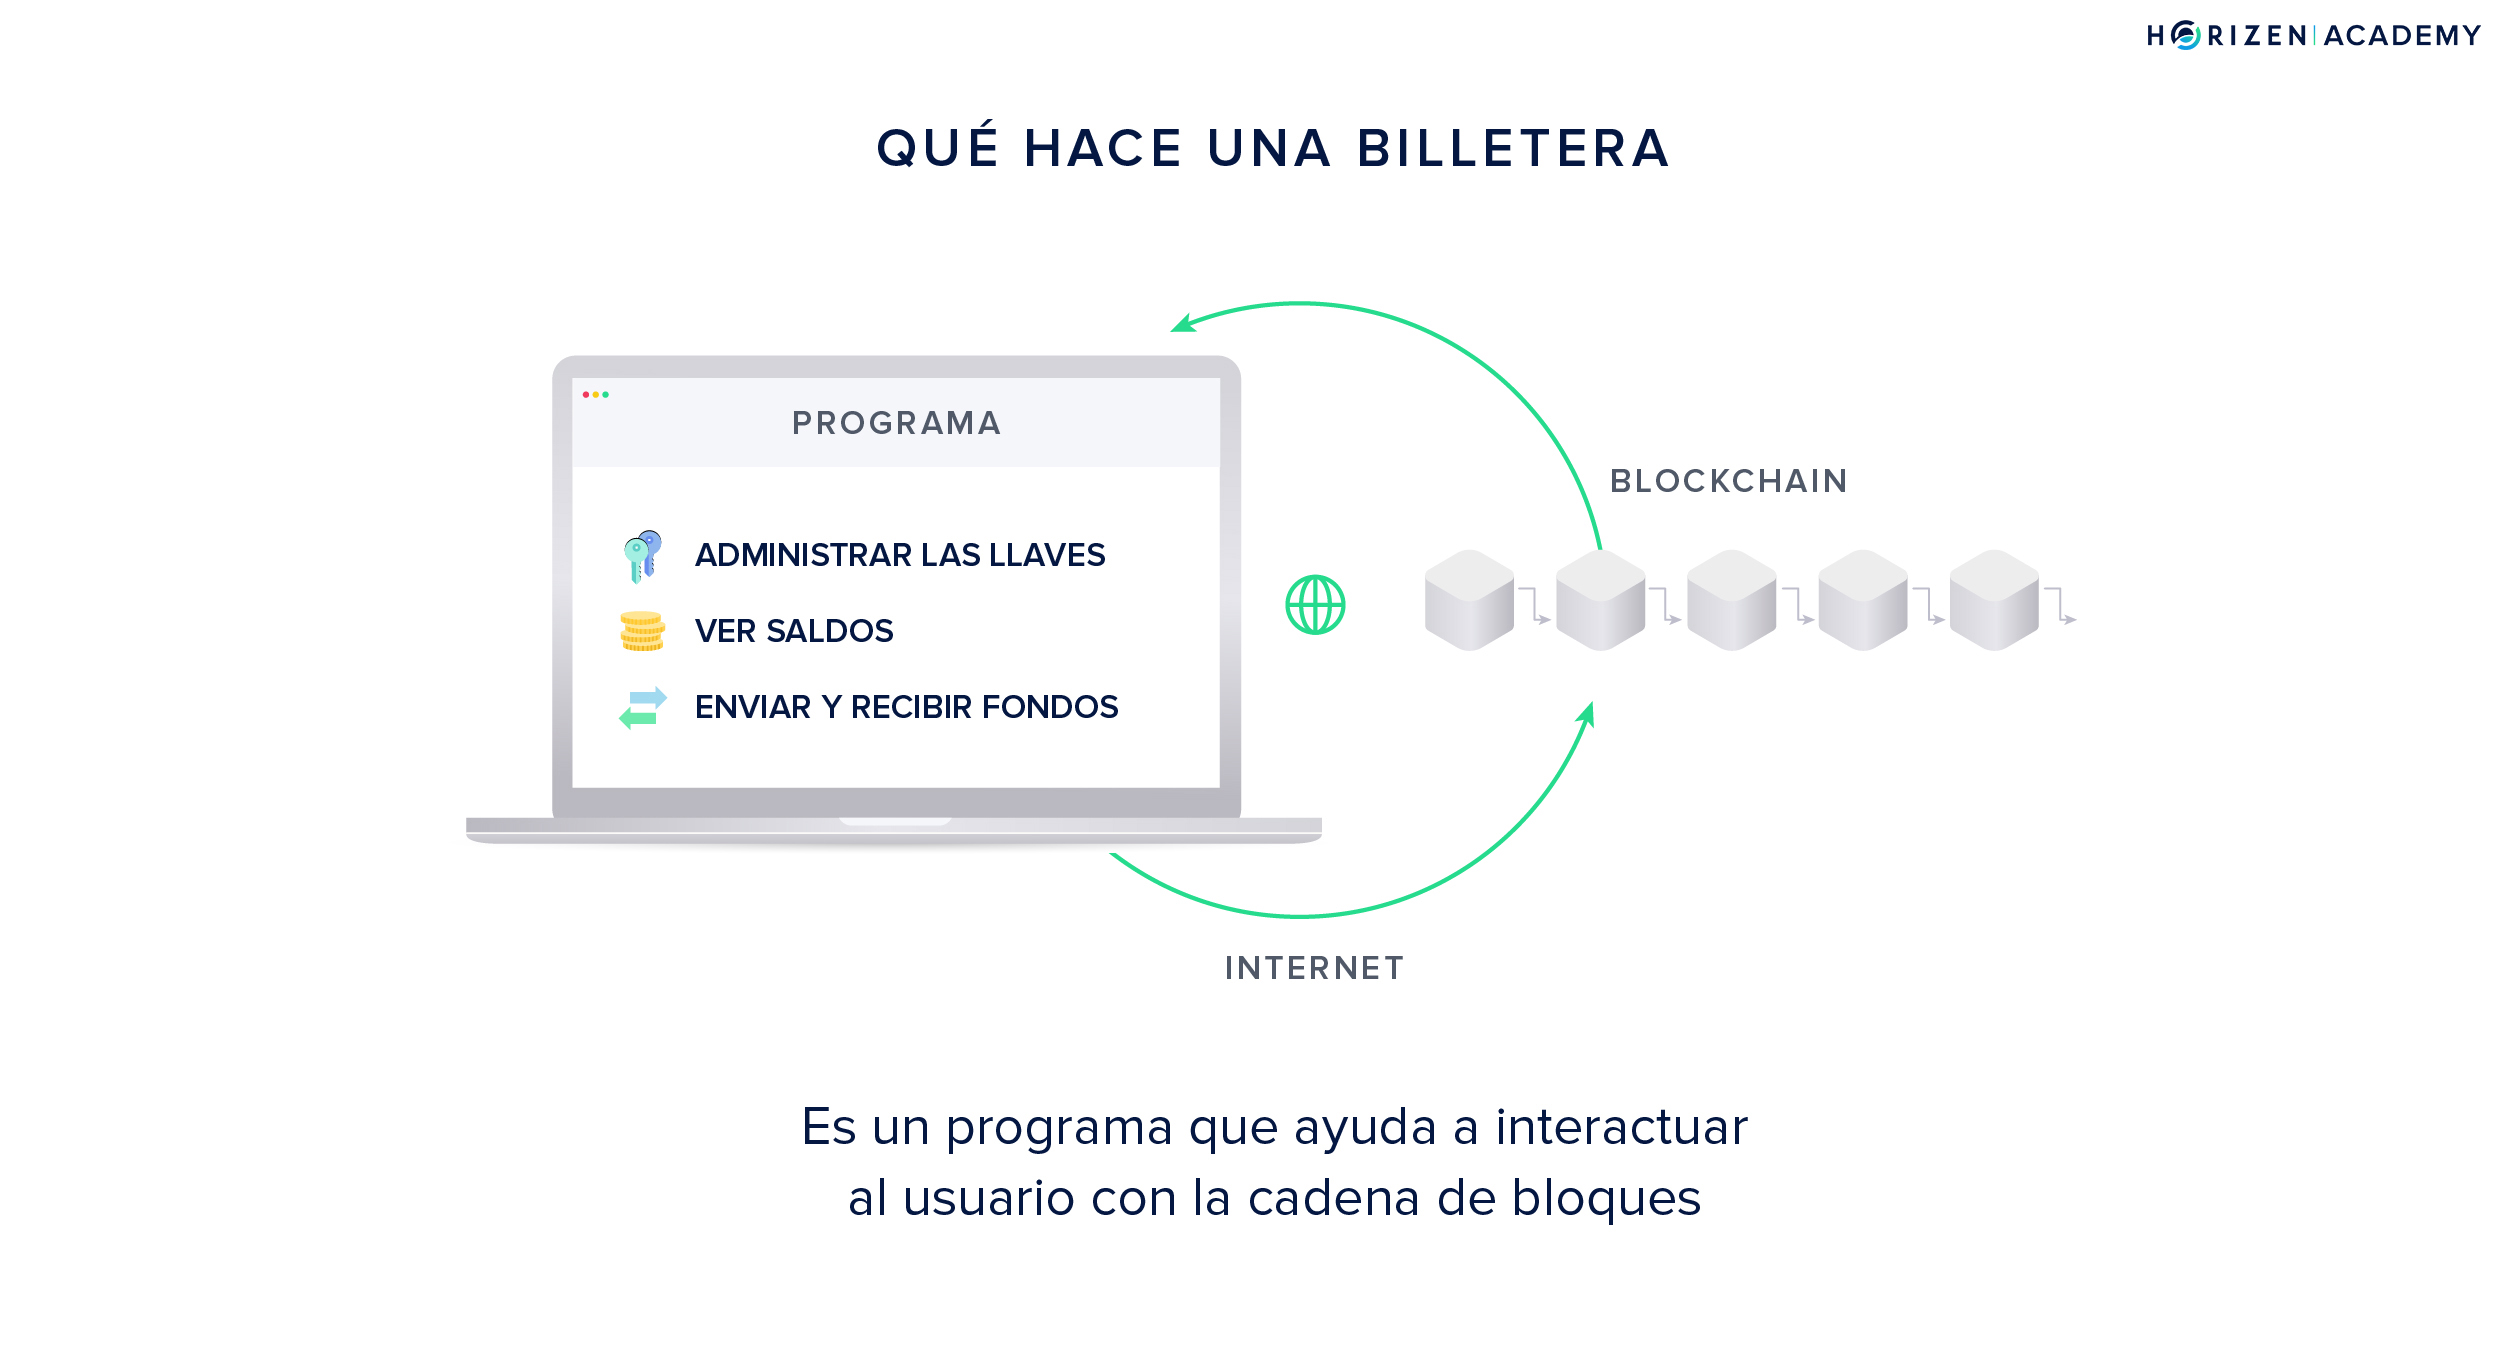 HORIZEN | ACADEMY
QUÉ HACE UNA BILLETERA
PROGRAMA
ADMINISTRAR LAS LLAVES
VER SALDOS
ENVIAR Y RECIBIR FONDOS
BLOCKCHAIN
INTERNET
Es un programa que ayuda a interactuar
al usuario con la cadena de bloques